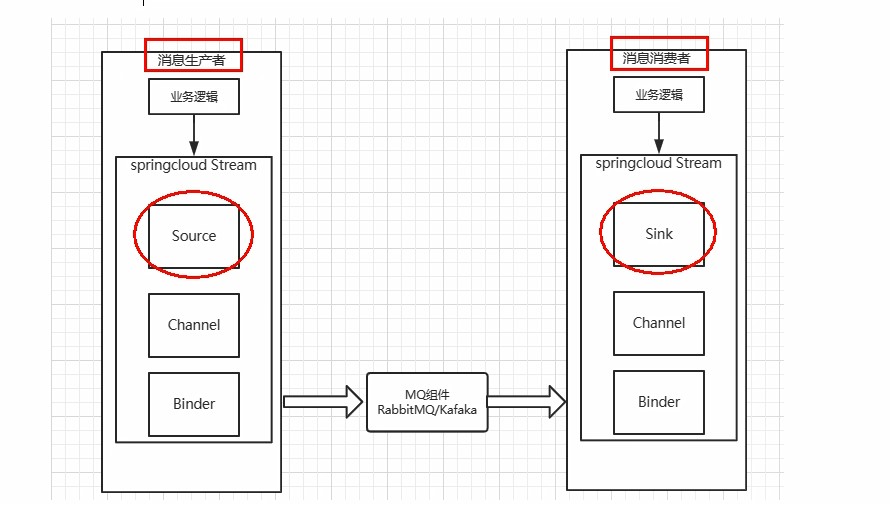 消息生产者
业务逻辑
springcloud Stream
Source
Channel
Binder
MQ组件
RabbitMQ/Kafaka
消息消费者
业务逻辑
springcloud Stream
Sink
Channel
Binder